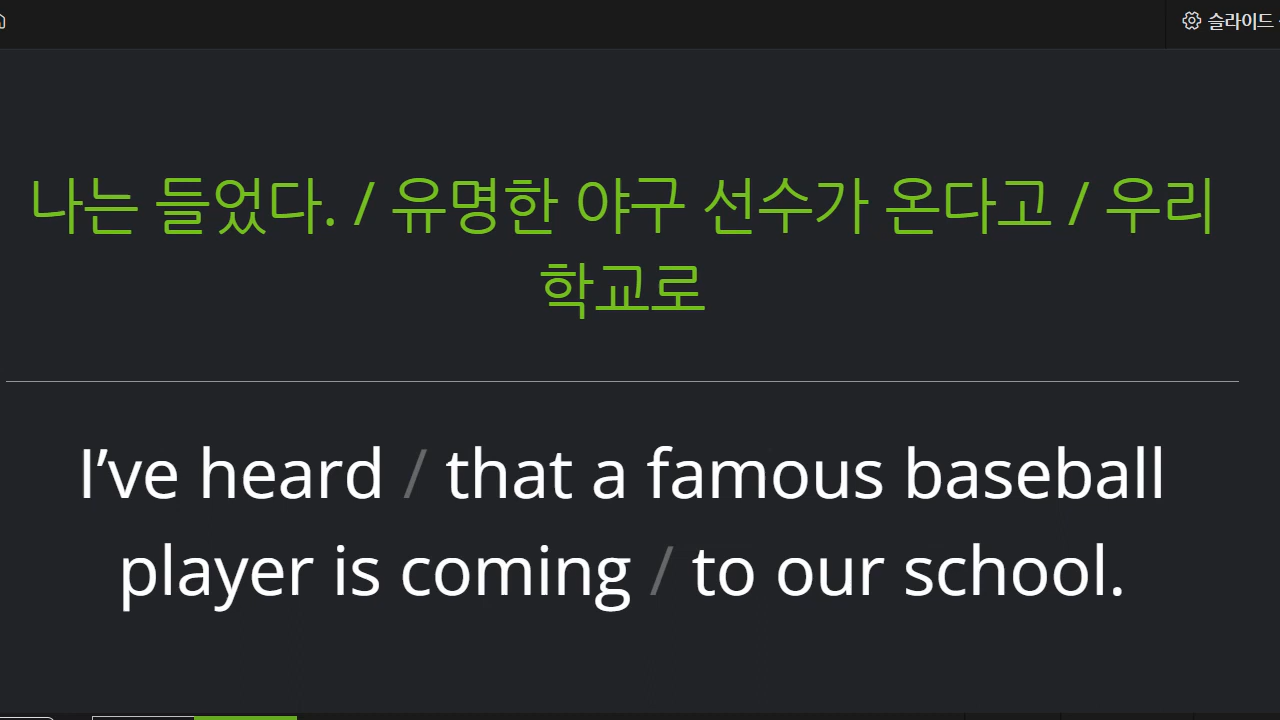 슬라이드
나는 들었다. / 유명한 야구 선수가 온다고 / 우리
학교로
I’ve heard / that a famous baseball
player is coming / to our school.